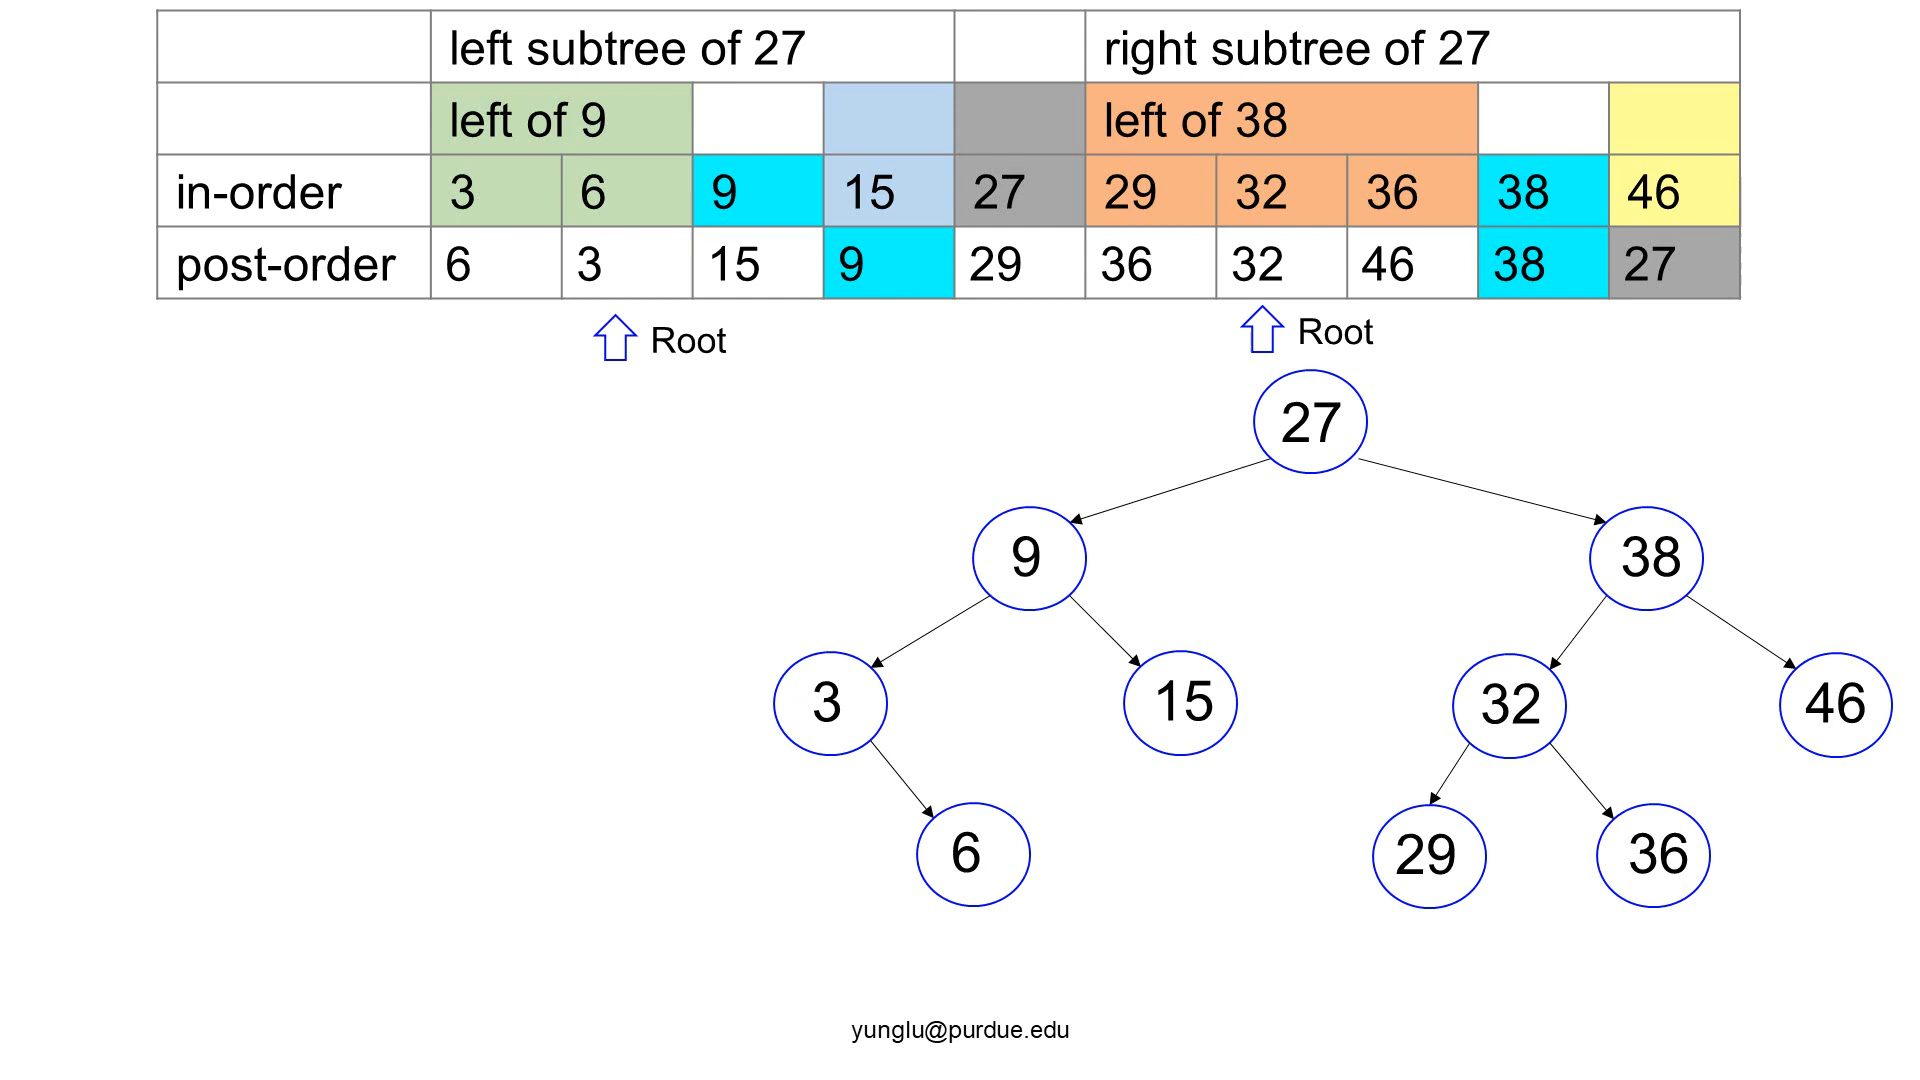 left subtree of 27 right subtree of 27
left of 9 left of 38
in-order 3 6 9 15 27 29 32 36 38 46
post-order 6 3 15 9 29 36 32 46 38 27
Root Root
27
9 38
3 15 32 46
6 29 36
yunglu@purdue.edu